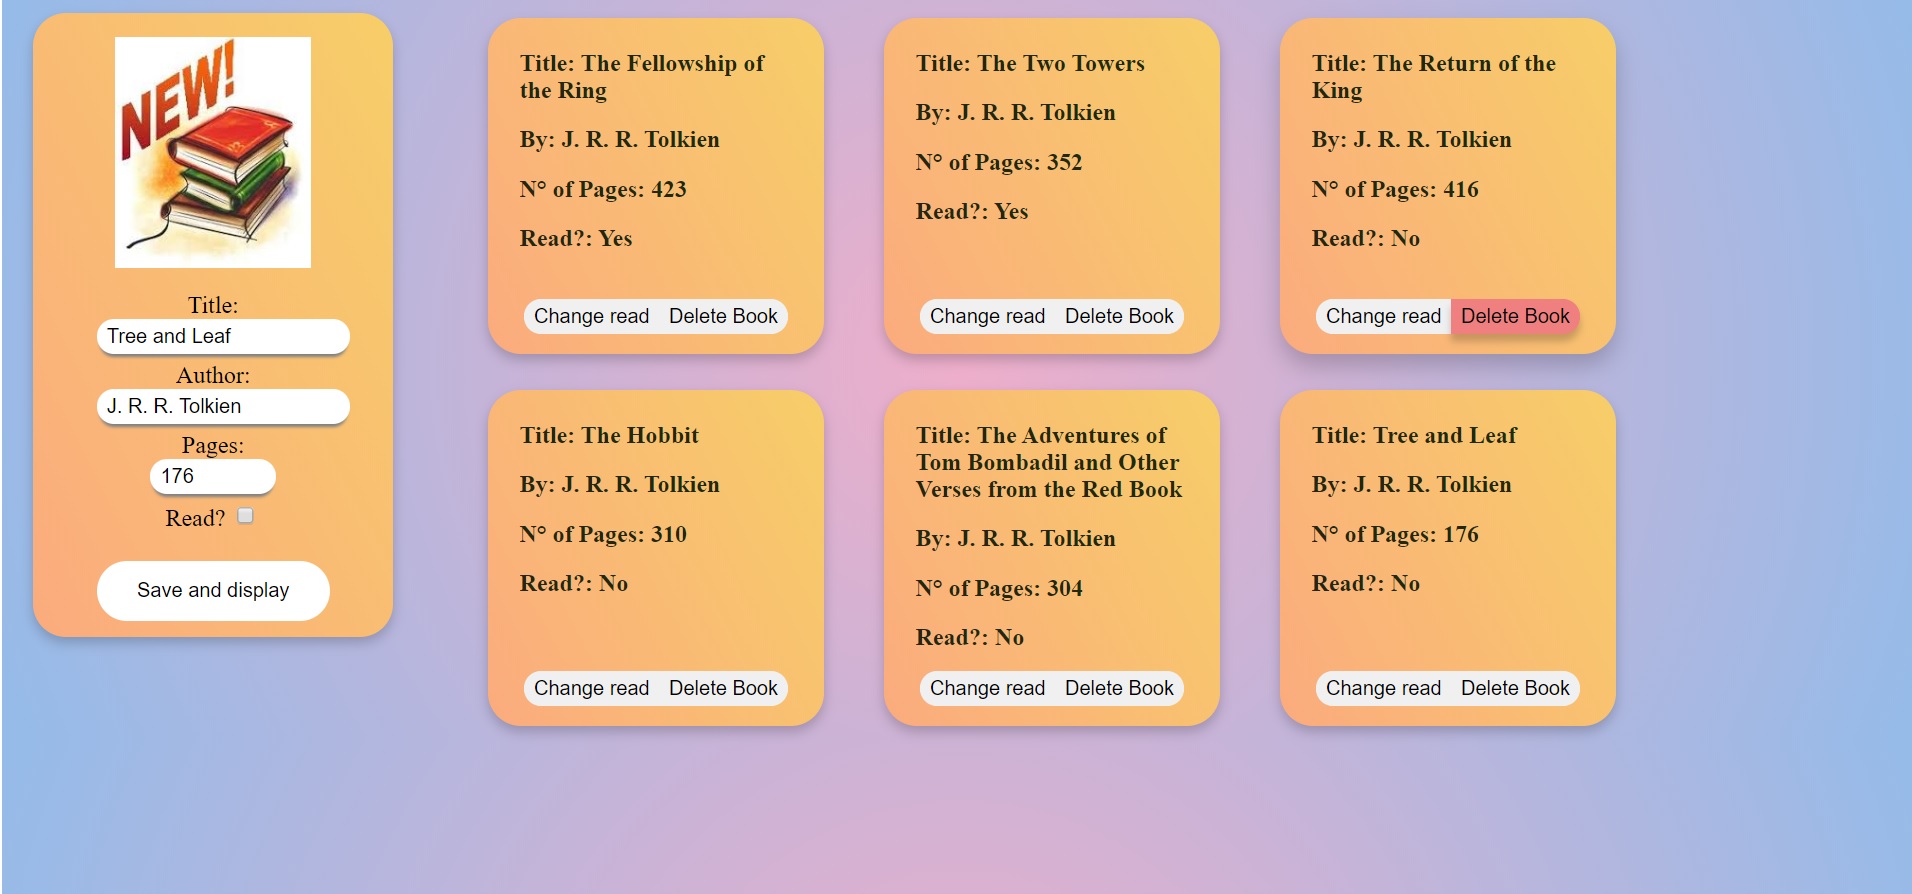 NEW!
Title:
Tree and Leaf
Author:
J. R. R. Tolkien
Pages:
176
Read?
Save and display
Title: The Fellowship of
the Ring
By: J. R. R. Tolkien
N° of Pages: 423
Read?: Yes
Change read Delete Book
Title: The Two Towers
By: J. R. R. Tolkien
N° of Pages: 352
Read?: Yes
Change read Delete Book
Title: The Return of the
King
By: J. R. R. Tolkien
N° of Pages: 416
Read?: No
Change read Delete Book
Title: The Hobbit
By: J. R. R. Tolkien
N° of Pages: 310
Read?: No
Change read Delete Book
Title: The Adventures of
Tom Bombadil and Other
Verses from the Red Book
By: J. R. R. Tolkien
N° of Pages: 304
Read?: No
Change read Delete Book
Title: Tree and Leaf
By: J. R. R. Tolkien
N° of Pages: 176
Read?: No
Change read Delete Book